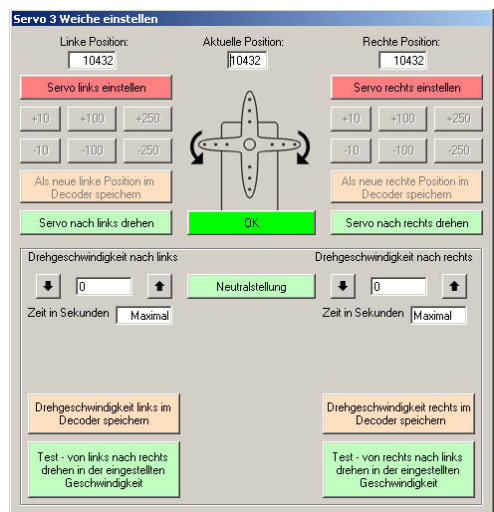 Servo 3 Weiche einstellen
Linke Position:
Aktuelle Position:
Rechte Position:
10432
10432
10432
Servo links einstellen
Servo rechts einstellen
+10
+100
+250
+10
+100
+250
-10
-100
-250
-10
-100
-250
Als neue linke Position im
Decoder speichern
Als neue rechte Position im
Decoder speichern
Servo nach links drehen
OK
Servo nach rechts drehen
Drehgeschwindigkeit nach links
Drehgeschwindigkeit nach rechts
0
Neutralstellung
0
Zeit in Sekunden
Maximal
Zeit in Sekunden
Maximal
Drehgeschwindigkeit links im
Decoder speichern
Drehgeschwindigkeit rechts im
Decoder speichern
Test - von links nach rechts
drehen in der eingestellten
Geschwindigkeit
Test - von rechts nach links
drehen in der eingestellten
Geschwindigkeit